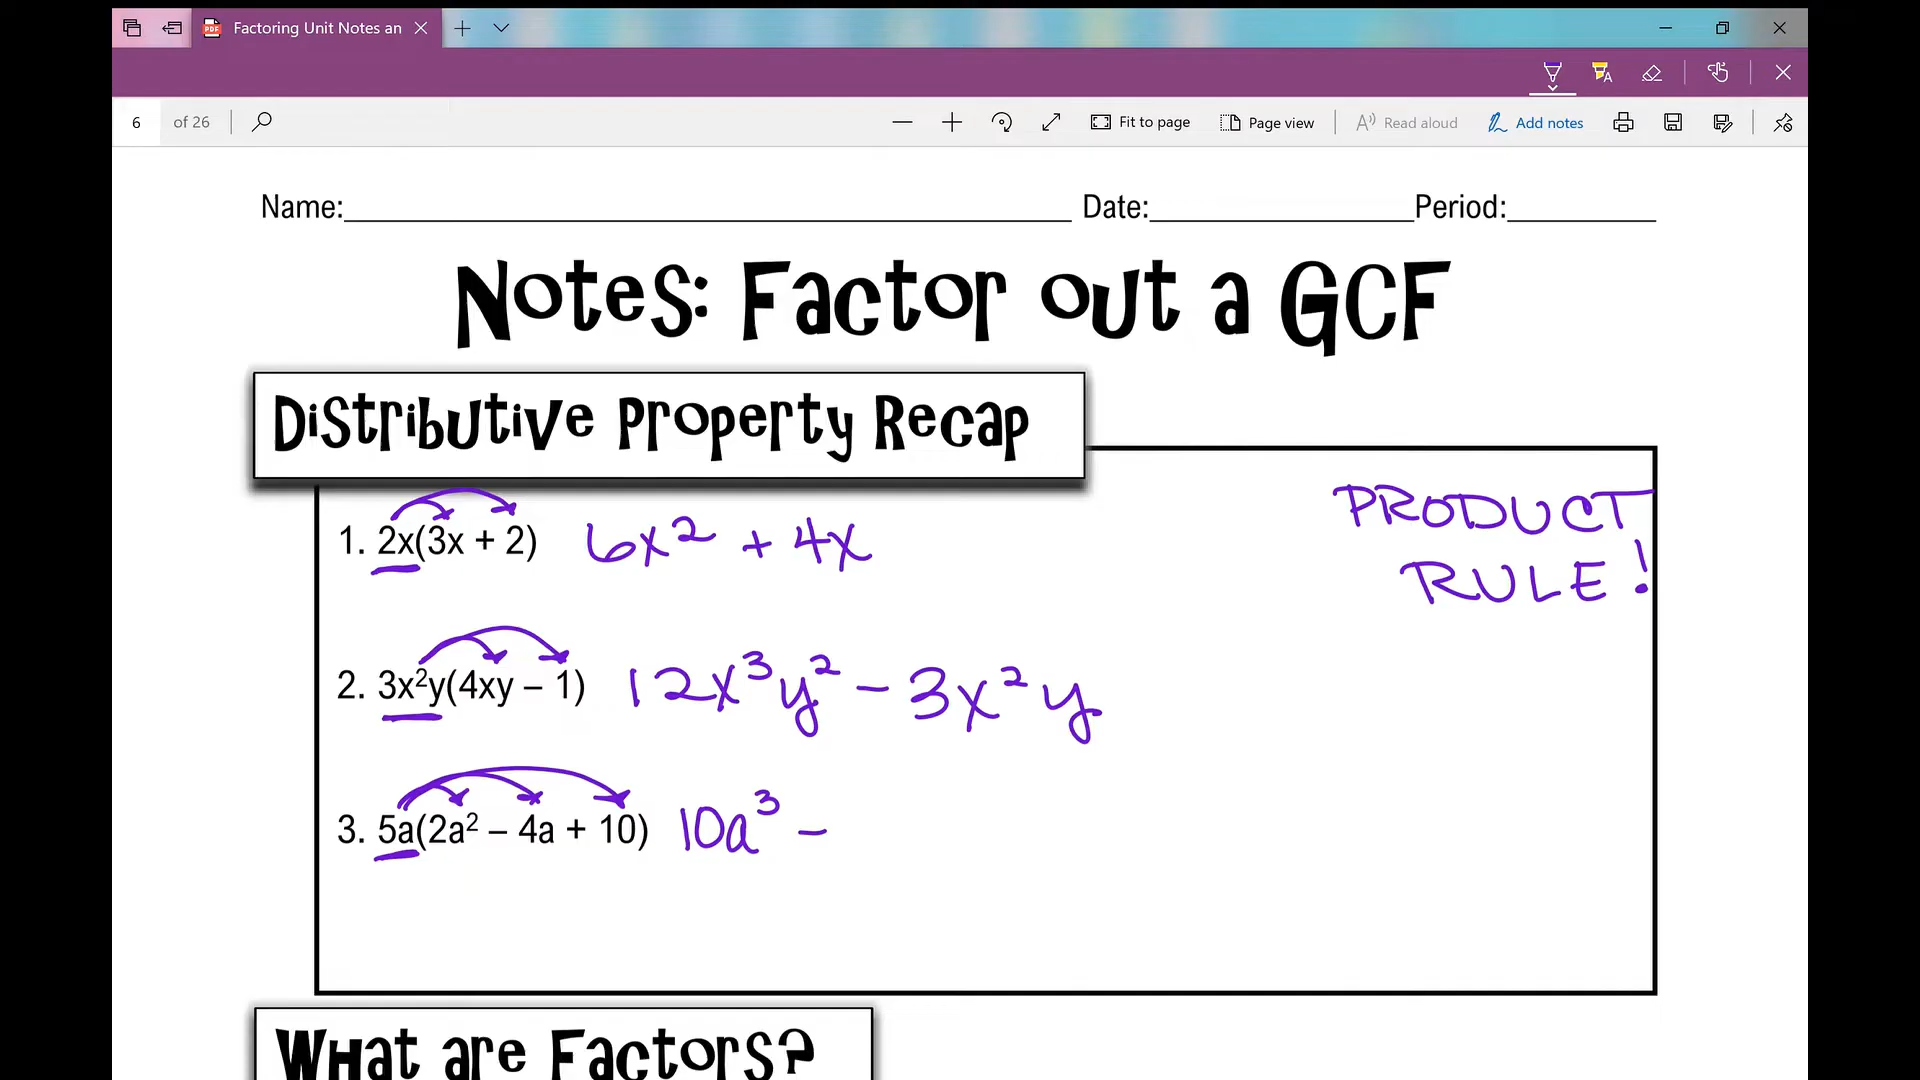 Factoring Unit Notes an
6 of 26 Fit to page Page view Read aloud Add notes
Name: Date: Period:
Notes: Factor out a GCF
Distributive Property Recap
1. 2x(3x + 2) 6x² + 4x
PRODUCT
RULE!
2. 3x²y(4xy – 1) 12x³y² – 3x²y
3. 5a(2a² – 4a + 10) 10a³ –
What are Factors?